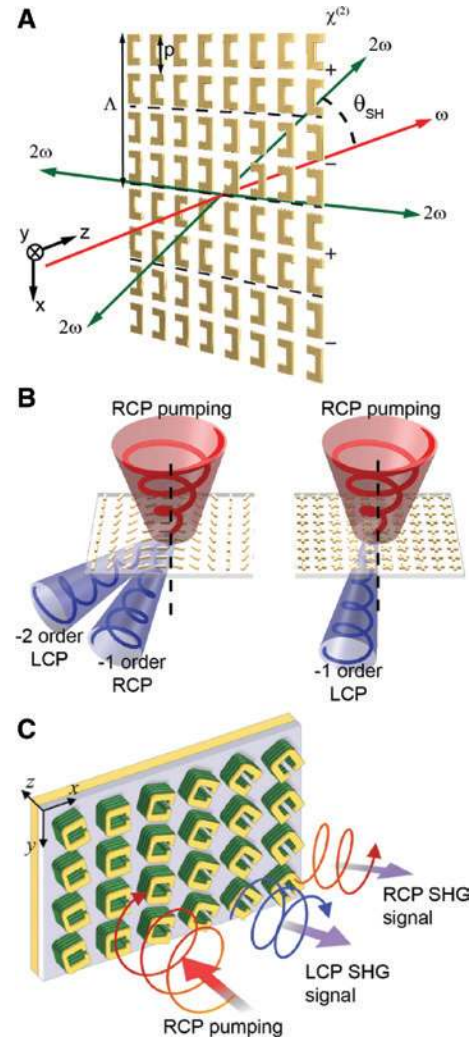 A
χ(2)
p
Λ
+
2ω
θSH
ω
−
2ω
2ω
+
y
z
x
2ω
−
B
RCP pumping
RCP pumping
-2 order
LCP
-1 order
RCP
-1 order
LCP
C
z
x
y
RCP SHG
signal
LCP SHG
signal
RCP pumping